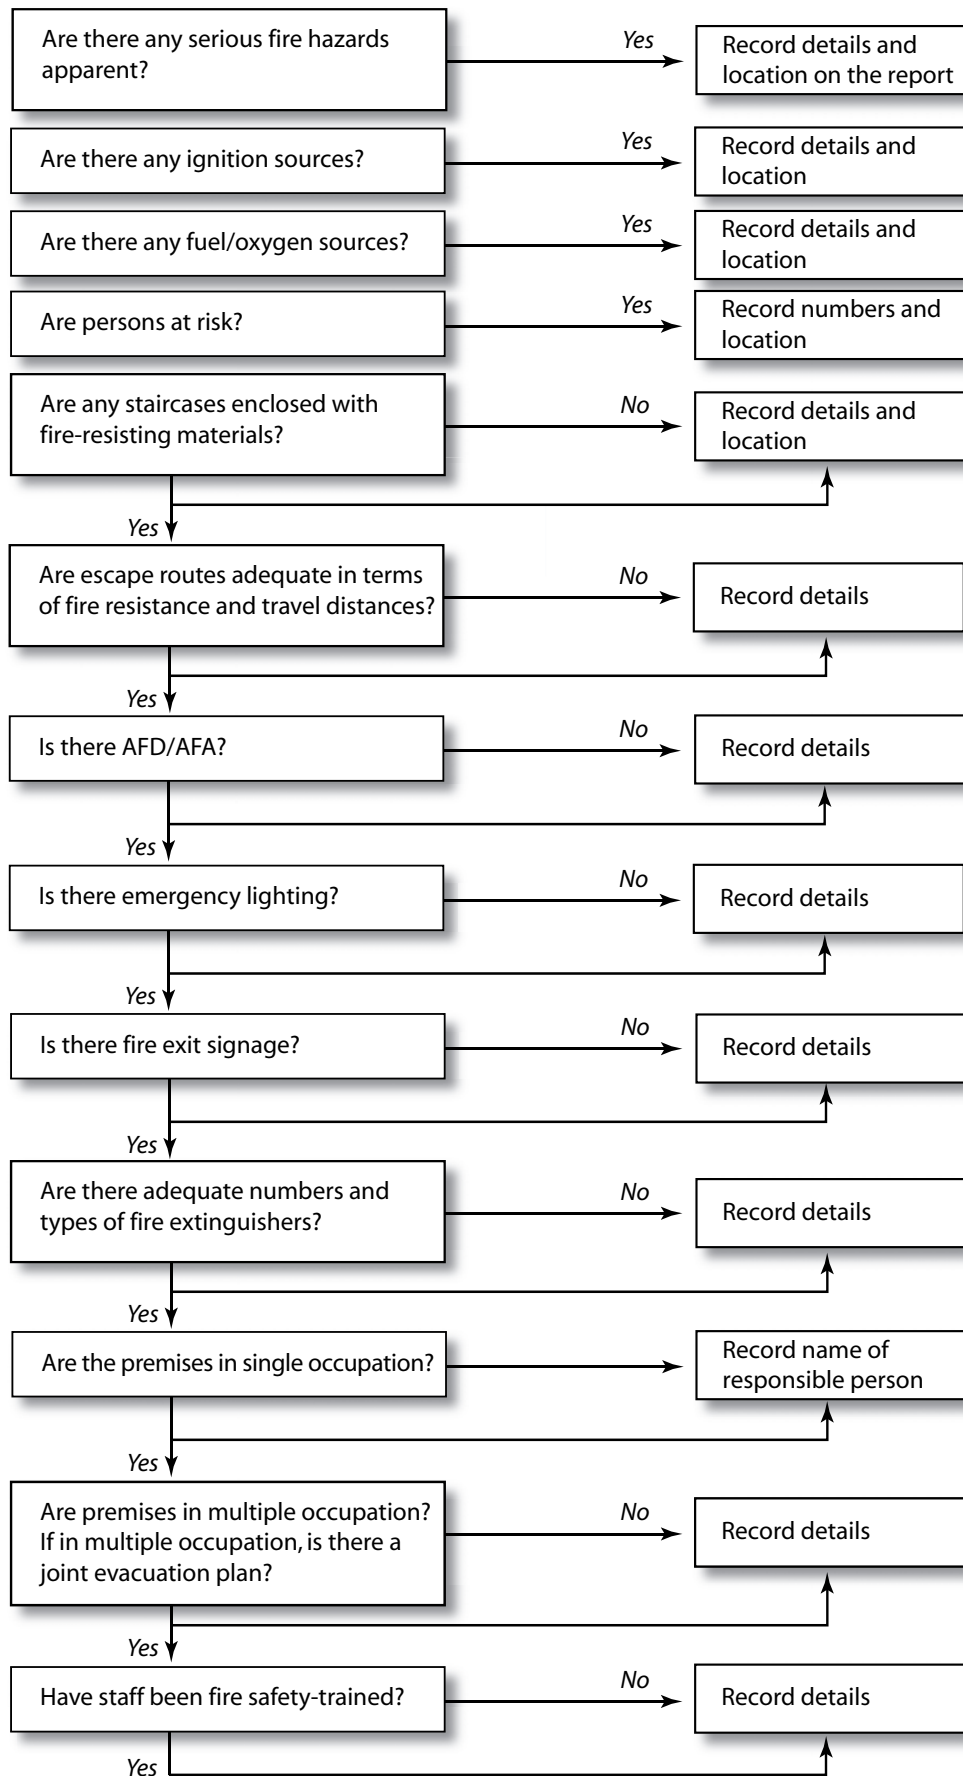 Are there any serious fire hazards
apparent?
Yes
Record details and
location on the report
Are there any ignition sources?
Yes
Record details and
location
Are there any fuel/oxygen sources?
Yes
Record details and
location
Are persons at risk?
Yes
Record numbers and
location
Are any staircases enclosed with
fire-resisting materials?
No
Record details and
location
Yes
Are escape routes adequate in terms
of fire resistance and travel distances?
No
Record details
Yes
Is there AFD/AFA?
No
Record details
Yes
Is there emergency lighting?
No
Record details
Yes
Is there fire exit signage?
No
Record details
Yes
Are there adequate numbers and
types of fire extinguishers?
No
Record details
Yes
Are the premises in single occupation?
Record name of
responsible person
Yes
Are premises in multiple occupation?
If in multiple occupation, is there a
joint evacuation plan?
No
Record details
Yes
Have staff been fire safety-trained?
No
Record details
Yes